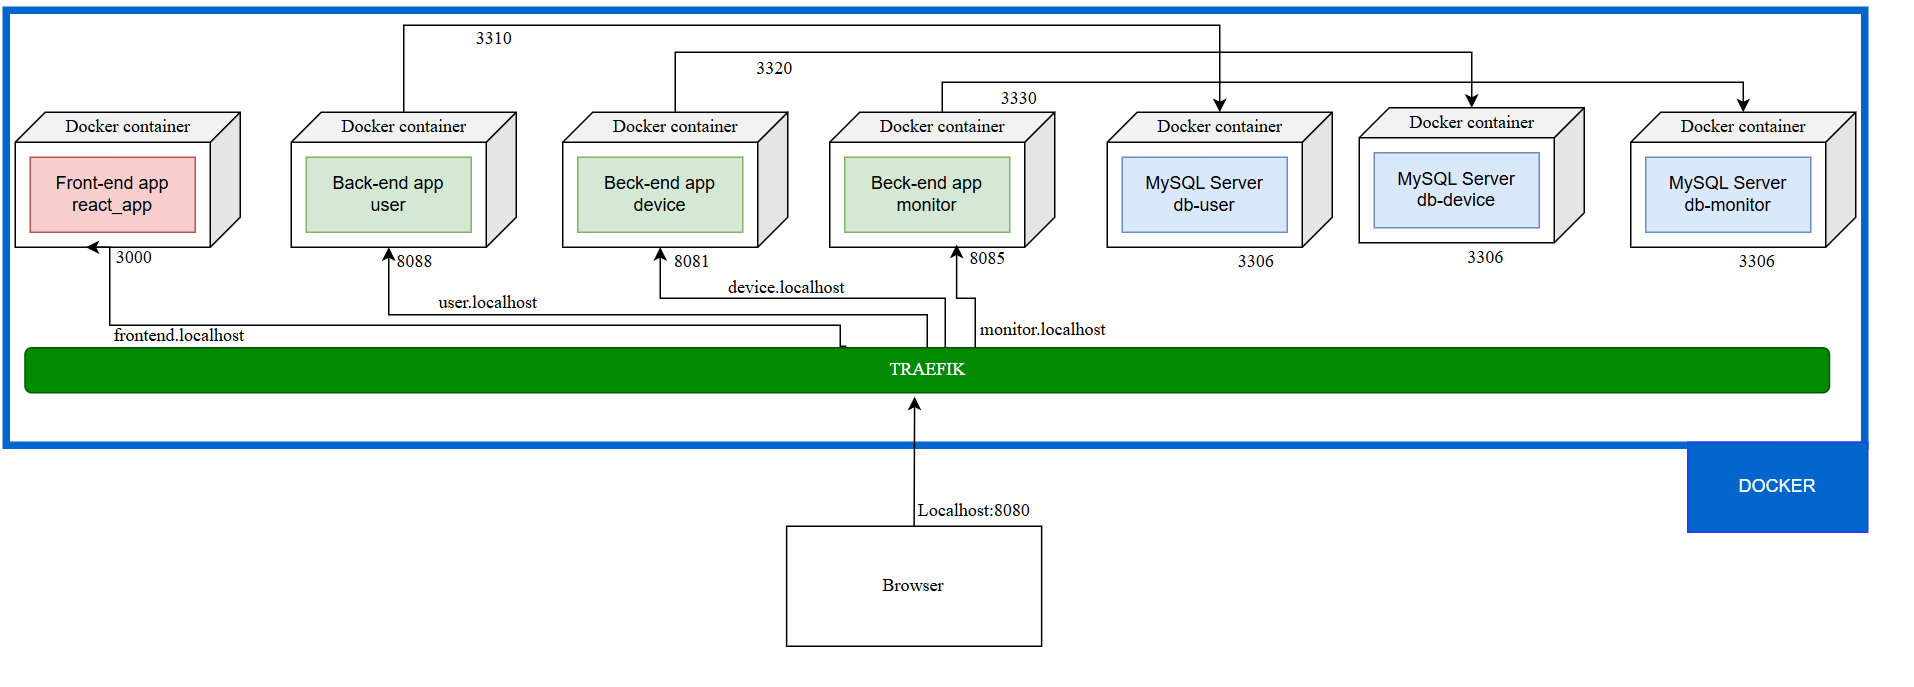 3310
3320
3330
Docker container
Front-end app
react_app
3000
Docker container
Back-end app
user
8088
Docker container
Beck-end app
device
8081
Docker container
Beck-end app
monitor
8085
Docker container
MySQL Server
db-user
3306
Docker container
MySQL Server
db-device
3306
Docker container
MySQL Server
db-monitor
3306
device.localhost
user.localhost
frontend.localhost
monitor.localhost
TRAEFIK
DOCKER
Localhost:8080
Browser